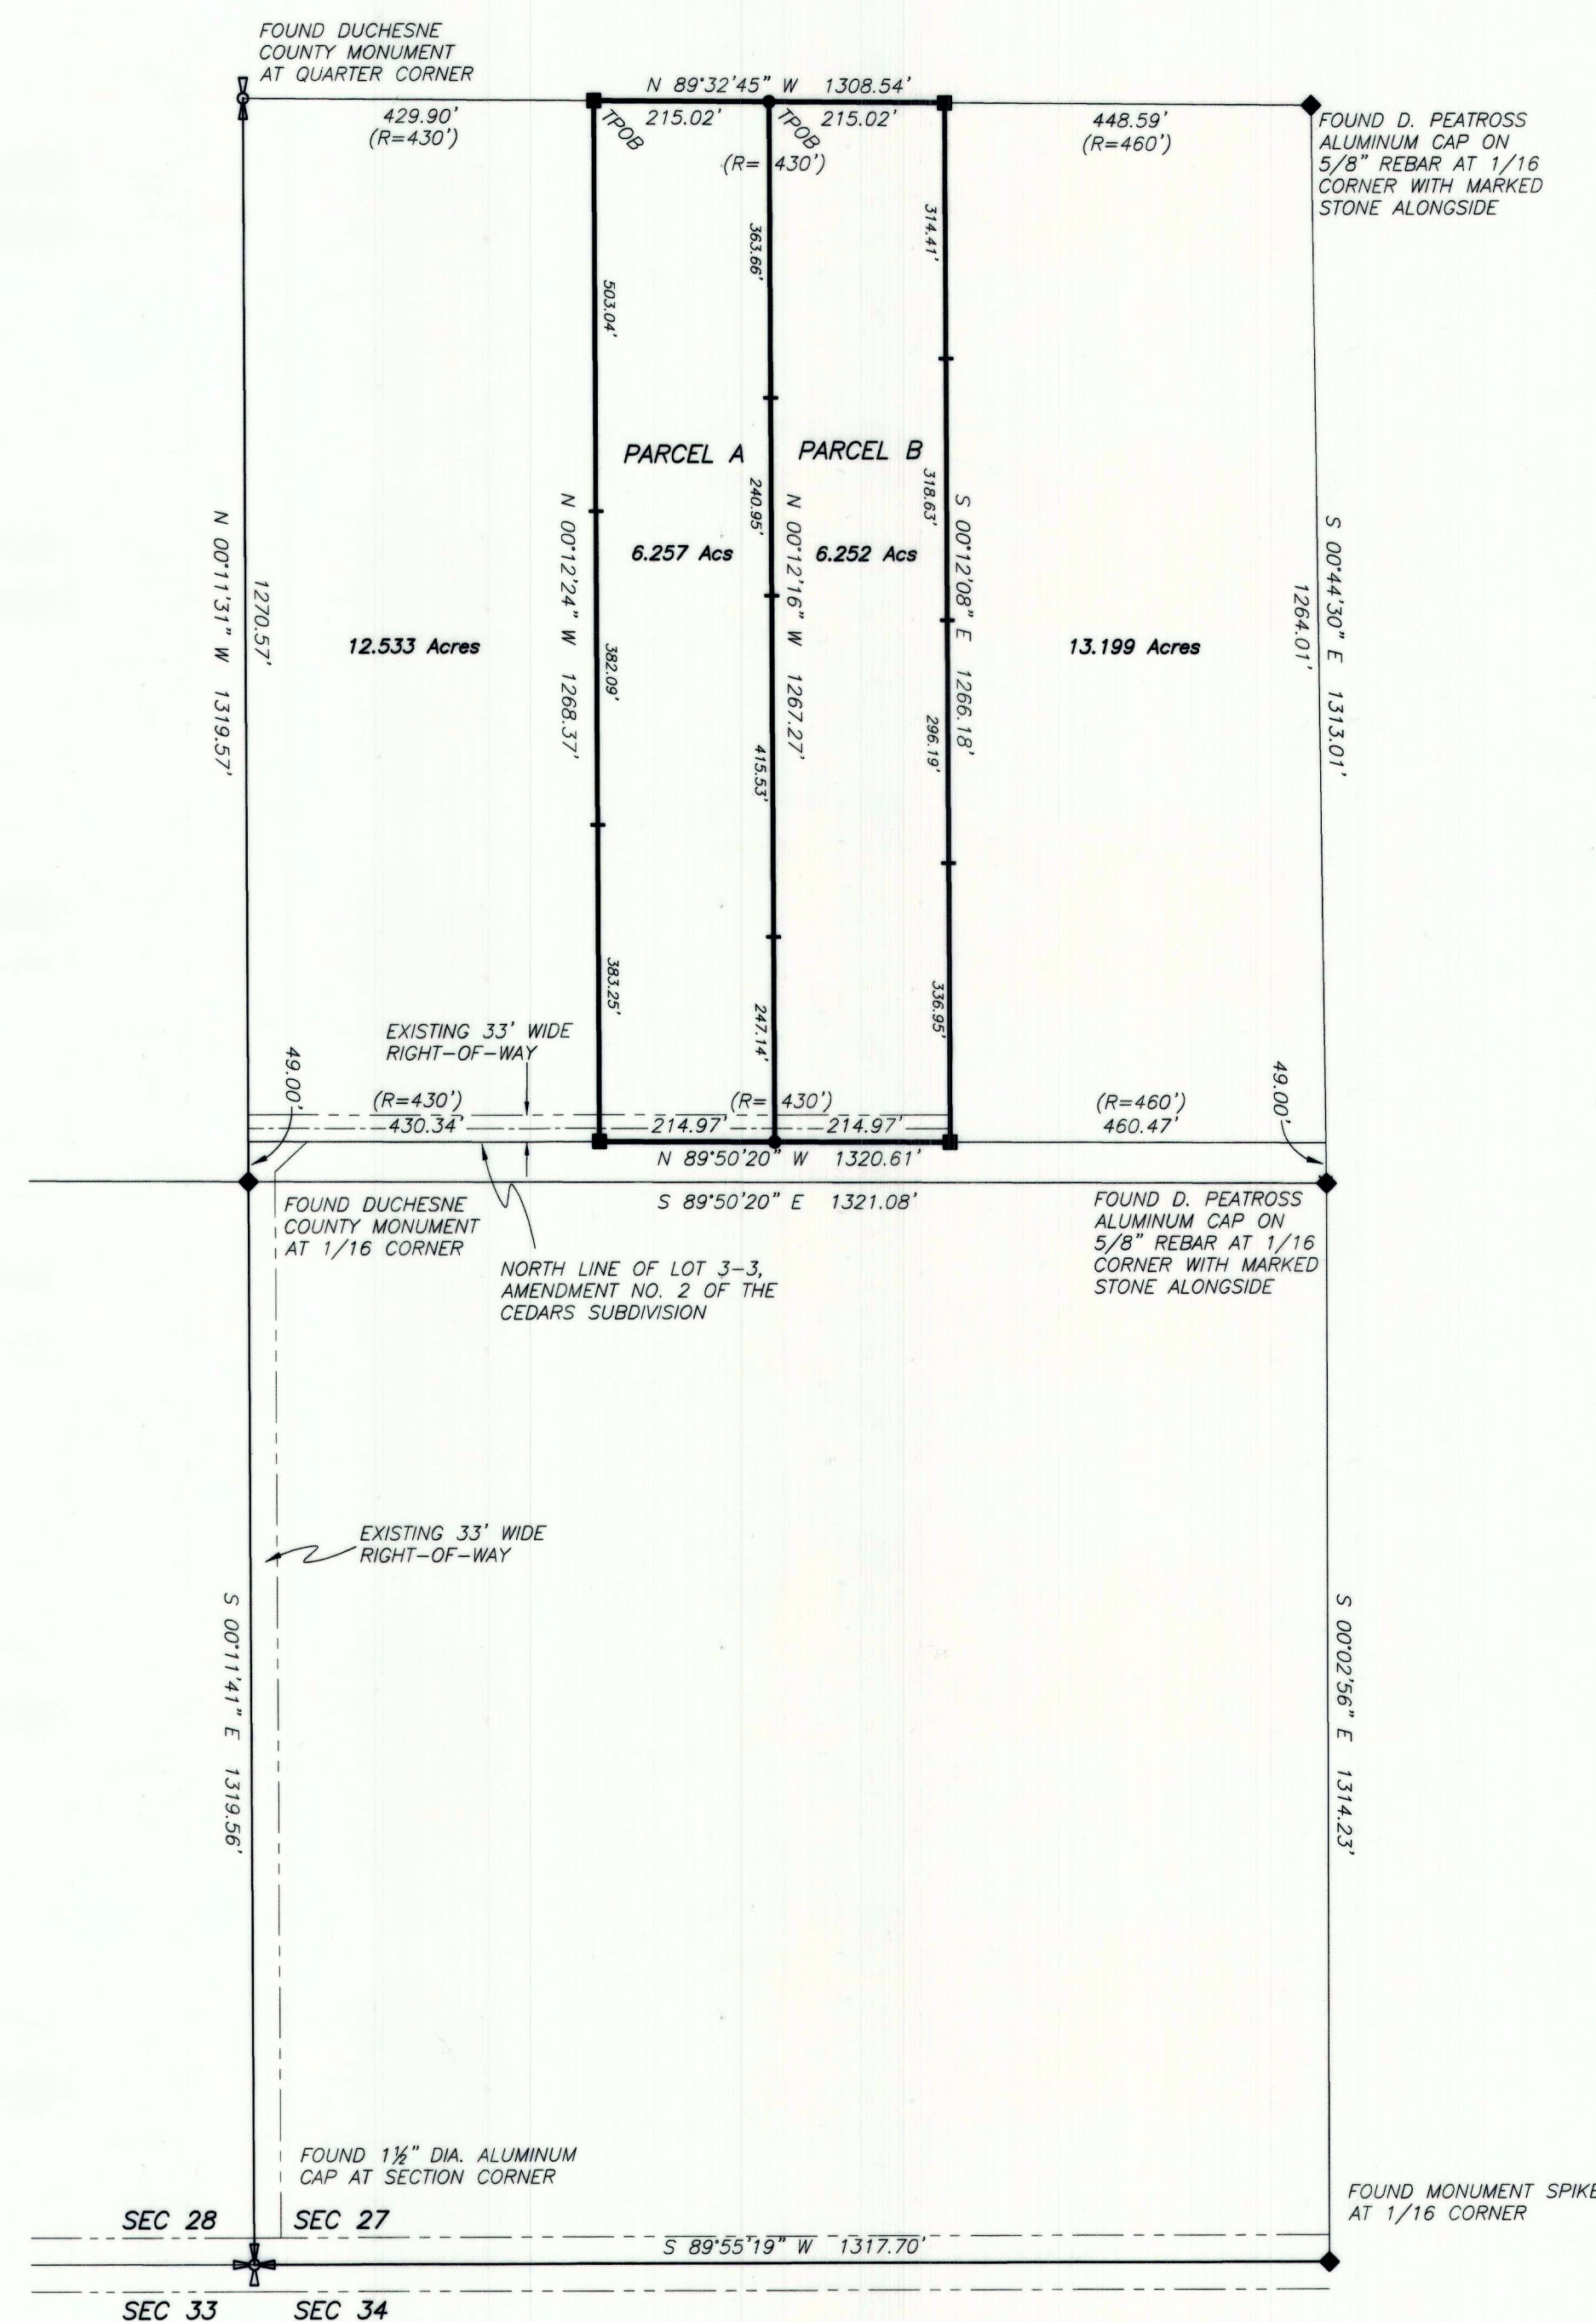 FOUND DUCHESNE
COUNTY MONUMENT
AT QUARTER CORNER
N 89°32'45" W 1308.54'
429.90'
(R=430')
TPOB
215.02'
TPOB
215.02'
(R= 430')
448.59'
(R=460')
FOUND D. PEATROSS
ALUMINUM CAP ON
5/8" REBAR AT 1/16
CORNER WITH MARKED
STONE ALONGSIDE
503.04'
363.66'
314.41'
PARCEL A
PARCEL B
240.95'
318.63'
6.257 Acs
6.252 Acs
N 00°11'31" W 1319.57'
1270.57'
N 00°12'24" W 1268.37'
N 00°12'16" W 1267.27'
S 00°12'08" E 1266.18'
1264.01'
S 00°44'30" E 1313.01'
12.533 Acres
13.199 Acres
382.09'
415.53'
296.19'
383.25'
247.14'
336.95'
EXISTING 33' WIDE
RIGHT-OF-WAY
49.00'
49.00'
(R=430')
430.34'
(R= 430')
214.97'
214.97'
(R=460')
460.47'
N 89°50'20" W 1320.61'
S 89°50'20" E 1321.08'
FOUND DUCHESNE
COUNTY MONUMENT
AT 1/16 CORNER
FOUND D. PEATROSS
ALUMINUM CAP ON
5/8" REBAR AT 1/16
CORNER WITH MARKED
STONE ALONGSIDE
NORTH LINE OF LOT 3-3,
AMENDMENT NO. 2 OF THE
CEDARS SUBDIVISION
EXISTING 33' WIDE
RIGHT-OF-WAY
S 00°11'41" E 1319.56'
S 00°02'56" E 1314.23'
FOUND 1½" DIA. ALUMINUM
CAP AT SECTION CORNER
FOUND MONUMENT SPIKE
AT 1/16 CORNER
SEC 28
SEC 27
S 89°55'19" W 1317.70'
SEC 33
SEC 34